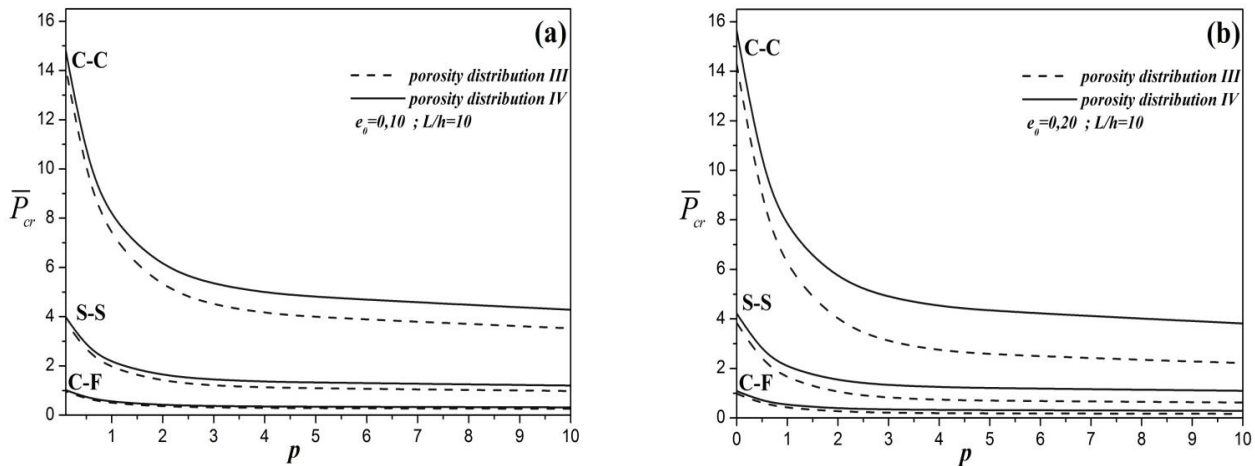 (a)
16
14
12
10
8
6
4
2
0
P̅cr
C-C
S-S
C-F
porosity distribution III
porosity distribution IV
e₀=0,10 ; L/h=10
1 2 3 4 5 6 7 8 9 10
p
(b)
16
14
12
10
8
6
4
2
0
P̅cr
C-C
S-S
C-F
porosity distribution III
porosity distribution IV
e₀=0,20 ; L/h=10
0 1 2 3 4 5 6 7 8 9 10
p